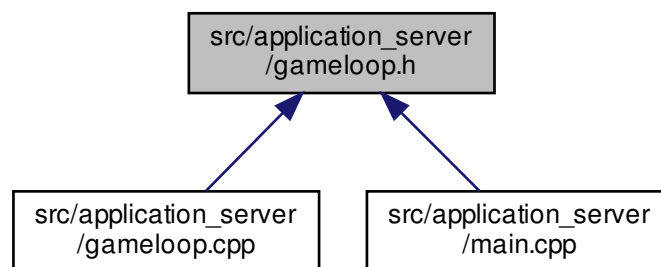 src/application_server
/gameloop.h
src/application_server
/gameloop.cpp
src/application_server
/main.cpp